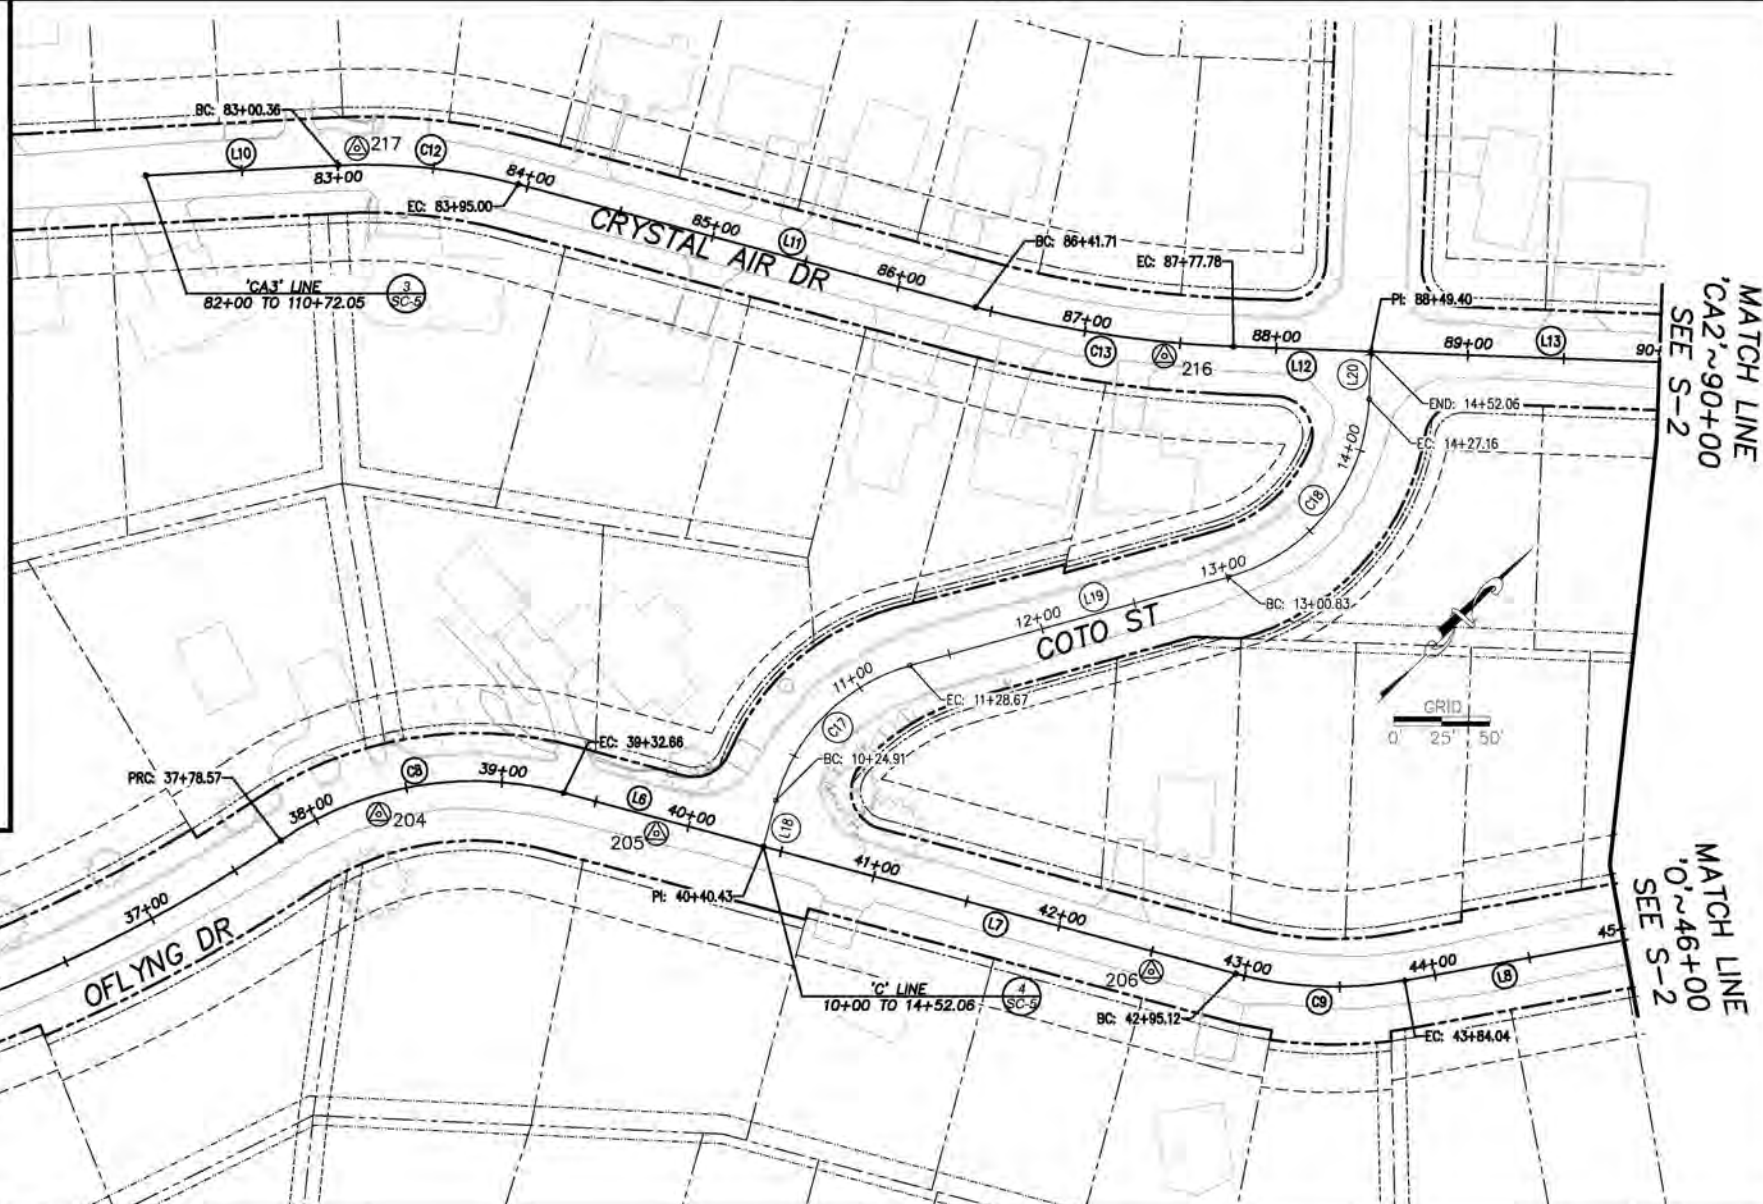 BC: 83+00.36
L10
217
C12
83+00
84+00
EC: 83+95.00
CRYSTAL AIR DR
85+00
L11
86+00
BC: 86+41.71
EC: 87+77.78
'CA3' LINE
82+00 TO 110+72.05
3
SC-5
87+00
C13
216
88+00
L12
PI: 88+49.40
89+00
L13
90
L20
END: 14+52.06
EC: 14+27.16
14+00
C18
MATCH LINE
'CA2'~90+00
SEE S-2
13+00
BC: 13+00.83
L19
12+00
COTO ST
11+00
EC: 11+28.67
C17
BC: 10+24.91
L18
GRID
0' 25' 50'
PRC: 37+78.57
38+00
C8
39+00
EC: 39+32.66
204
L6
40+00
205
PI: 40+40.43
37+00
OFLYNG DR
41+00
L7
42+00
206
43+00
BC: 42+95.12
C9
44+00
L8
45
EC: 43+84.04
'C' LINE
10+00 TO 14+52.06
4
SC-5
MATCH LINE
'O'~46+00
SEE S-2